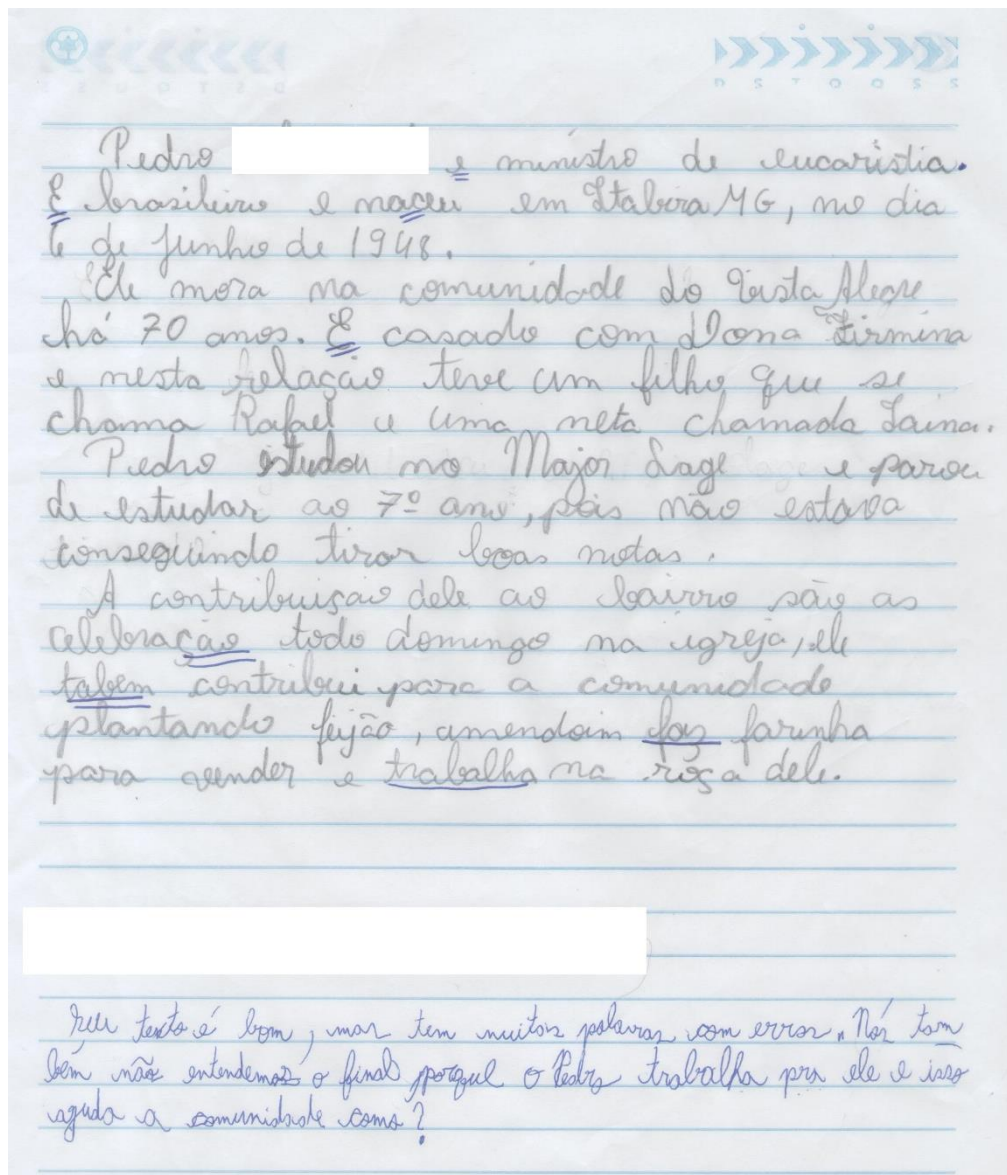 Pedro e ministro de eucaristia.
E brasileiro e naceu em Itabira MG, no dia
6 de Junho de 1948.
Ele mora na comunidade do Vista Alegre
há 70 anos. E casado com Dona Firmina
e nesta relação teve um filho que se
chama Rafael e uma neta chamada Taina.
Pedro estudou no Major Lage e parou
de estudar ao 7º ano, pois não estava
conseguindo tirar boas notas.
A contribuiçao dele ao bairro são as
celebração todo domingo na igreja, ele
tabem contribui para a comunidade
plantando feijão, amendoim faz farinha
para vender e trabalha na roça dele.
Seu texto é bom, mas tem muitas palavras com erros. Nós tam
bém não entendemos o final porque o Pedro trabalha pra ele e isso
ajuda a comunidade como?